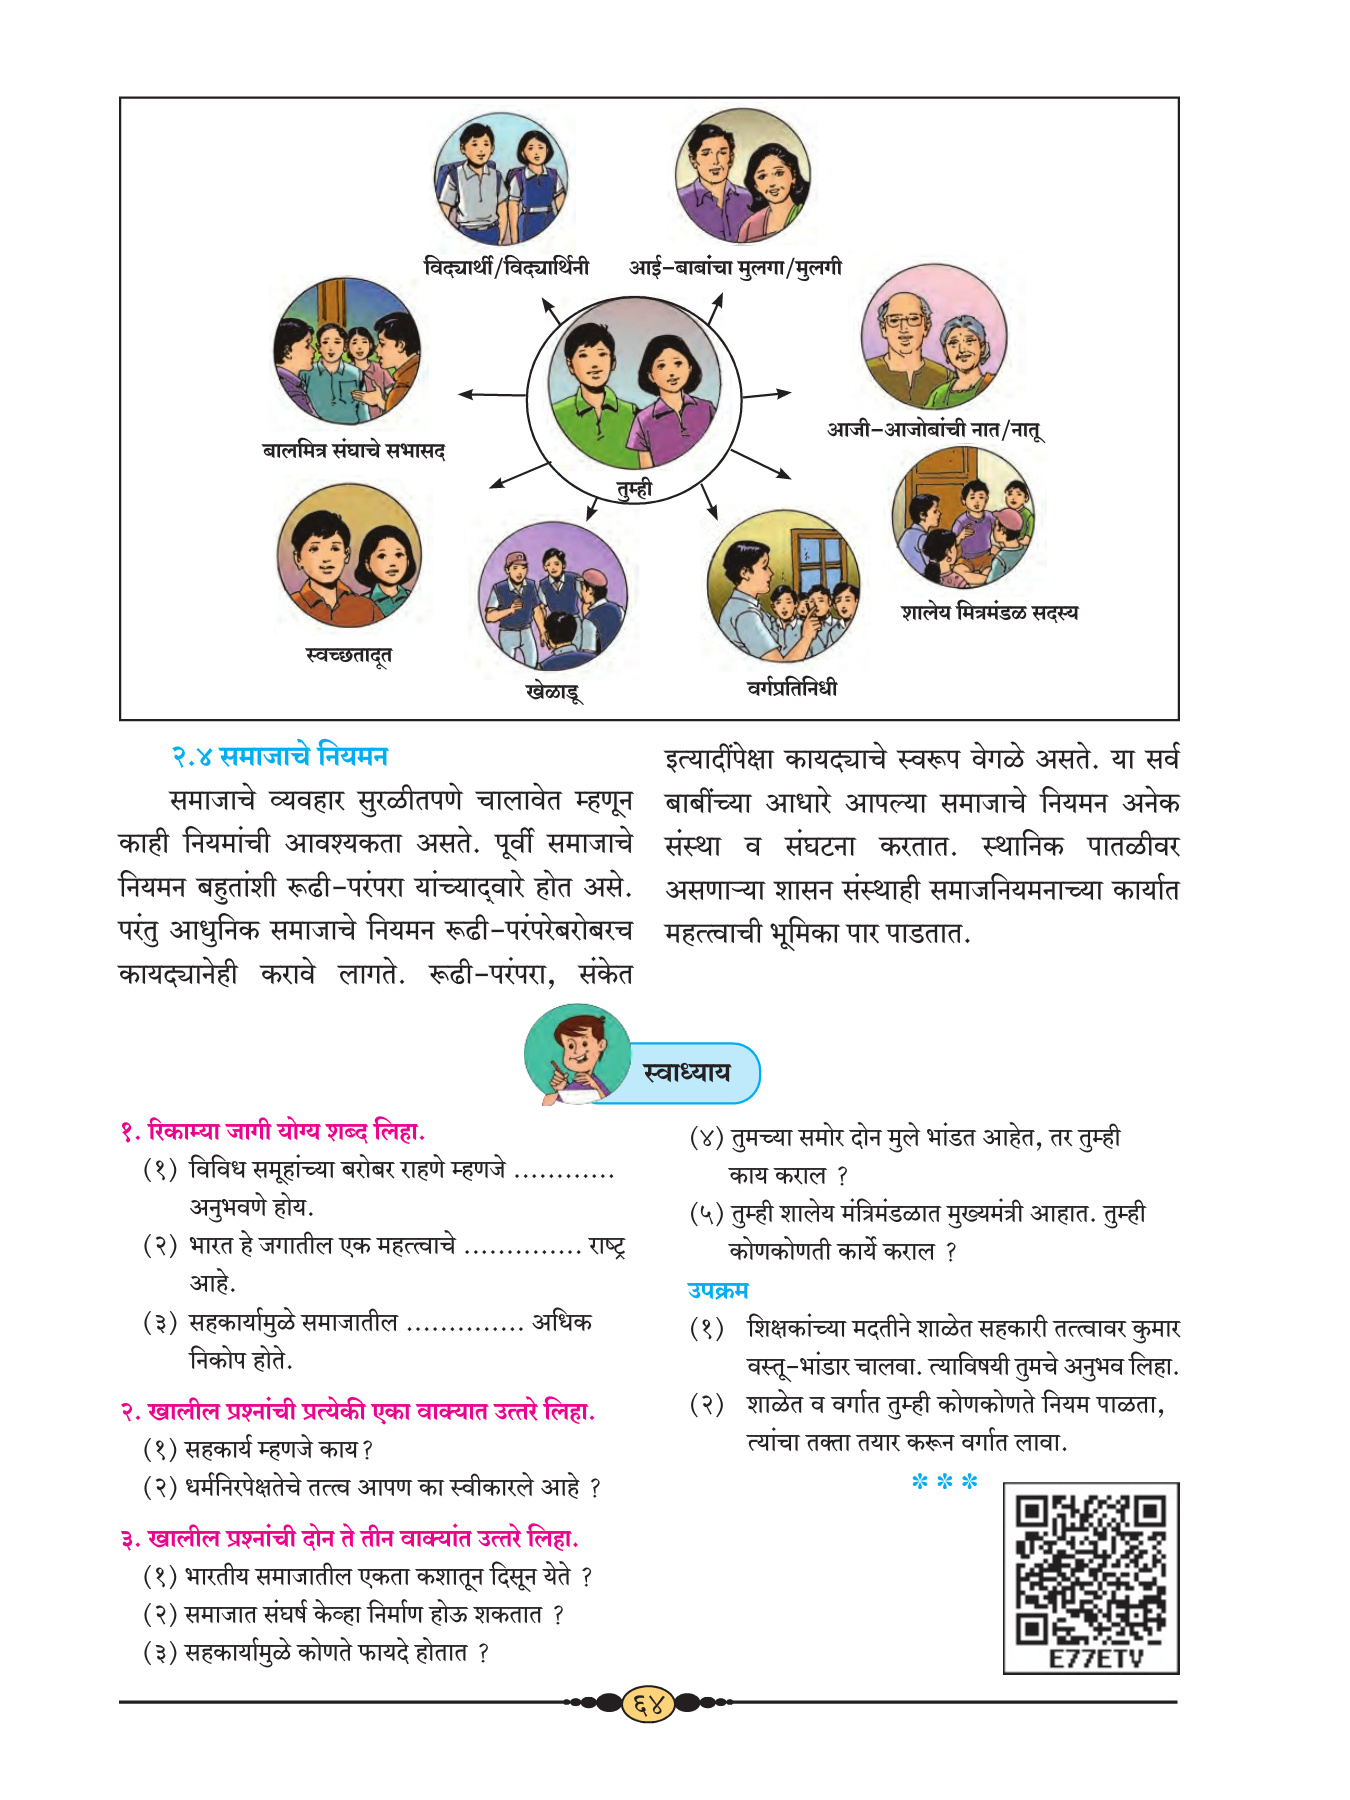 विद्यार्थी/विद्यार्थिनी
आई–बाबांचा मुलगा/मुलगी
बालमित्र संघाचे सभासद
आजी–आजोबांची नात/नातू
तुम्ही
स्वच्छतादूत
खेळाडू
वर्गप्रतिनिधी
शालेय मित्रमंडळ सदस्य
२.४ समाजाचे नियमन
समाजाचे व्यवहार सुरळीतपणे चालावेत म्हणून
काही नियमांची आवश्यकता असते. पूर्वी समाजाचे
नियमन बहुतांशी रूढी–परंपरा यांच्याद्वारे होत असे.
परंतु आधुनिक समाजाचे नियमन रूढी–परंपरेबरोबरच
कायद्यानेही करावे लागते. रूढी–परंपरा, संकेत
इत्यादींपेक्षा कायद्याचे स्वरूप वेगळे असते. या सर्व
बाबींच्या आधारे आपल्या समाजाचे नियमन अनेक
संस्था व संघटना करतात. स्थानिक पातळीवर
असणाऱ्या शासन संस्थाही समाजनियमनाच्या कार्यात
महत्त्वाची भूमिका पार पाडतात.
स्वाध्याय
१. रिकाम्या जागी योग्य शब्द लिहा.
(१) विविध समूहांच्या बरोबर राहणे म्हणजे ............
अनुभवणे होय.
(२) भारत हे जगातील एक महत्त्वाचे .............. राष्ट्र
आहे.
(३) सहकार्यामुळे समाजातील .............. अधिक
निकोप होते.
२. खालील प्रश्नांची प्रत्येकी एका वाक्यात उत्तरे लिहा.
(१) सहकार्य म्हणजे काय?
(२) धर्मनिरपेक्षतेचे तत्त्व आपण का स्वीकारले आहे ?
३. खालील प्रश्नांची दोन ते तीन वाक्यांत उत्तरे लिहा.
(१) भारतीय समाजातील एकता कशातून दिसून येते ?
(२) समाजात संघर्ष केव्हा निर्माण होऊ शकतात ?
(३) सहकार्यामुळे कोणते फायदे होतात ?
(४) तुमच्या समोर दोन मुले भांडत आहेत, तर तुम्ही
काय कराल ?
(५) तुम्ही शालेय मंत्रिमंडळात मुख्यमंत्री आहात. तुम्ही
कोणकोणती कार्ये कराल ?
उपक्रम
(१) शिक्षकांच्या मदतीने शाळेत सहकारी तत्त्वावर कुमार
वस्तू–भांडार चालवा. त्याविषयी तुमचे अनुभव लिहा.
(२) शाळेत व वर्गात तुम्ही कोणकोणते नियम पाळता,
त्यांचा तक्ता तयार करून वर्गात लावा.
* * *
E77ETV
६४